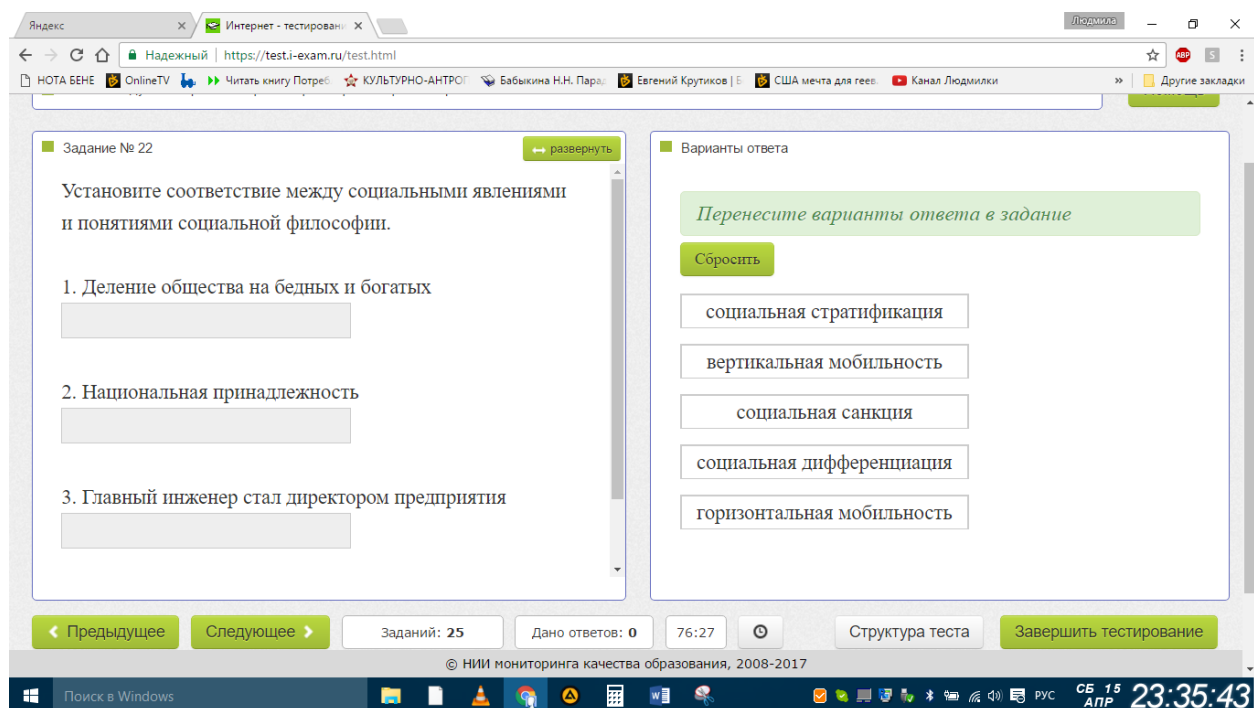 Яндекс
Интернет - тестировани
Людмила
Надежный | https://test.i-exam.ru/test.html
НОТА БЕНЕ
OnlineTV
Читать книгу Потреб
КУЛЬТУРНО-АНТРОГ
Бабыкина Н.Н. Пара
Евгений Крутиков | Б
США мечта для геев
Канал Людмилки
Другие закладки
Задание № 22
развернуть
Установите соответствие между социальными явлениями
и понятиями социальной философии.
1. Деление общества на бедных и богатых
2. Национальная принадлежность
3. Главный инженер стал директором предприятия
Варианты ответа
Перенесите варианты ответа в задание
Сбросить
социальная стратификация
вертикальная мобильность
социальная санкция
социальная дифференциация
горизонтальная мобильность
Предыдущее
Следующее
Заданий: 25
Дано ответов: 0
76:27
Структура теста
Завершить тестирование
© НИИ мониторинга качества образования, 2008-2017
Поиск в Windows
РУС
СБ 15
АПР
23:35:43